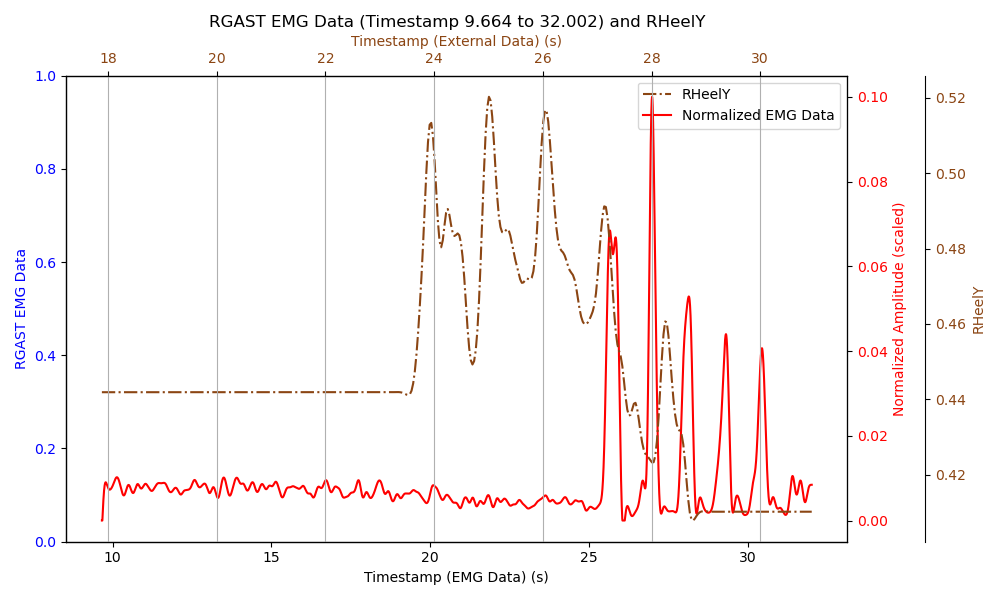 RGAST EMG Data (Timestamp 9.664 to 32.002) and RHeelY
Timestamp (External Data) (s)
18 20 22 24 26 28 30
RHeelY
Normalized EMG Data
RGAST EMG Data
1.0
0.8
0.6
0.4
0.2
0.0
0.10
0.08
0.06
0.04
0.02
0.00
Normalized Amplitude (scaled)
0.52
0.50
0.48
0.46
0.44
0.42
RHeelY
10 15 20 25 30
Timestamp (EMG Data) (s)